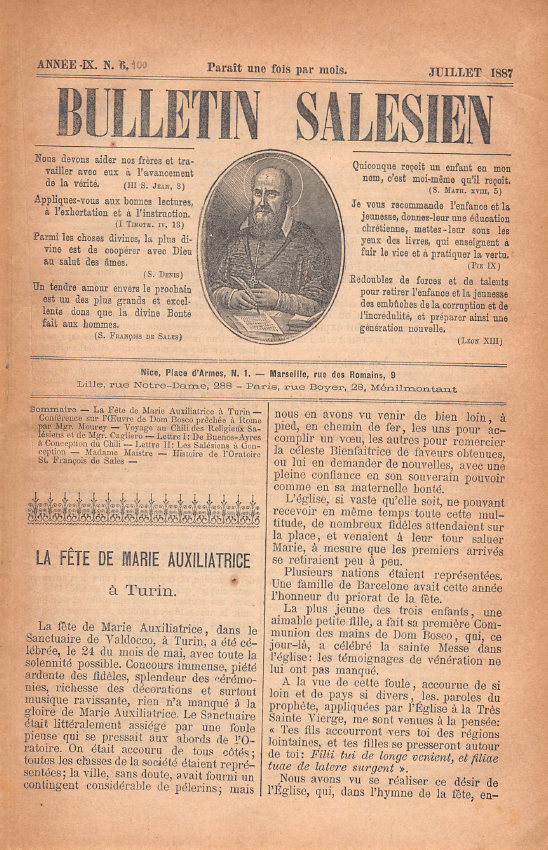 ANNÉE IX. N. 6. 100
Paraît une fois par mois.
JUILLET 1887
BULLETIN SALESIEN
Nous devons aider nos frères et tra-
vailler avec eux à l'avancement
de la vérité. (III S. JEAN, 8)
Appliquez-vous aux bonnes lectures,
à l'exhortation et à l'instruction.
(I TIMOTH. IV, 13)
Parmi les choses divines, la plus di-
vine est de coopérer avec Dieu
au salut des âmes.
(S. DENIS)
Un tendre amour envers le prochain
est un des plus grands et excel-
lents dons que la divine Bonté
fait aux hommes.
(S. FRANÇOIS DE SALES)
Quiconque reçoit un enfant en mon
nom, c'est moi-même qu'il reçoit.
(S. MATH. XVIII, 5)
Je vous recommande l'enfance et la
jeunesse, donnez-leur une éducation
chrétienne, mettez-leur sous les
yeux des livres, qui enseignent à
fuir le vice et à pratiquer la vertu.
(PIE IX)
Redoublez de forces et de talents
pour retirer l'enfance et la jeunesse
des embûches de la corruption et de
l'incrédulité, et préparer ainsi une
génération nouvelle.
(LÉON XIII)
Nice, Place d'Armes, N. 1. — Marseille, rue des Romains, 9
Lille, rue Notre-Dame, 288 — Paris, rue Boyer, 28, Ménilmontant
Sommaire — La Fête de Marie Auxiliatrice à Turin —
Conférence sur l'Œuvre de Dom Bosco prêchée à Rome
par Mgr. Mourey — Voyage au Chili des Religieux Sa-
lésiens et de Mgr. Cagliero — Lettre I: De Buenos-Ayres
à Conception du Chili — Lettre II: Les Salésiens à Con-
ception — Madame Maistre — Histoire de l'Oratoire
St. François de Sales —
LA FÊTE DE MARIE AUXILIATRICE
à Turin.
La fête de Marie Auxiliatrice, dans le
Sanctuaire de Valdocco, à Turin, a été cé-
lébrée, le 24 du mois de mai, avec toute la
solennité possible. Concours immense, piété
ardente des fidèles, splendeur des cérémo-
nies, richesse des décorations et surtout
musique ravissante, rien n'a manqué à la
gloire de Marie Auxiliatrice. Le Sanctuaire
était littéralement assiégé par une foule
pieuse qui se pressait aux abords de l'O-
ratoire. On était accouru de tous côtés;
toutes les classes de la société étaient repré-
sentées; la ville, sans doute, avait fourni un
contingent considérable de pélerins; mais
nous en avons vu venir de bien loin, à
pied, en chemin de fer, les uns pour ac-
complir un vœu, les autres pour remercier
la céleste Bienfaitrice de faveurs obtenues,
ou lui en demander de nouvelles, avec une
pleine confiance en son souverain pouvoir
comme en sa maternelle bonté.
L'église, si vaste qu'elle soit, ne pouvant
recevoir en même temps toute cette mul-
titude, de nombreux fidèles attendaient sur
la place, et venaient à leur tour saluer
Marie, à mesure que les premiers arrivés
se retiraient peu à peu.
Plusieurs nations étaient représentées.
Une famille de Barcelone avait cette année
l'honneur du priorat de la fête.
La plus jeune des trois enfants, une
aimable petite fille, a fait sa première Com-
munion des mains de Dom Bosco, qui, ce
jour-là, a célébré la sainte Messe dans
l'église: les témoignages de vénération ne
lui ont pas manqué.
A la vue de cette foule, accourue de si
loin et de pays si divers, les paroles du
prophète, appliquées par l'Église à la Très
Sainte Vierge, me sont venues à la pensée:
« Tes fils accourront vers toi des régions
lointaines, et tes filles se presseront autour
de toi: Filii tui de longe venient, et filiae
tuae de latere surgent ».
Nous avons vu se réaliser ce désir de
l'Église, qui, dans l'hymne de la fête, en-